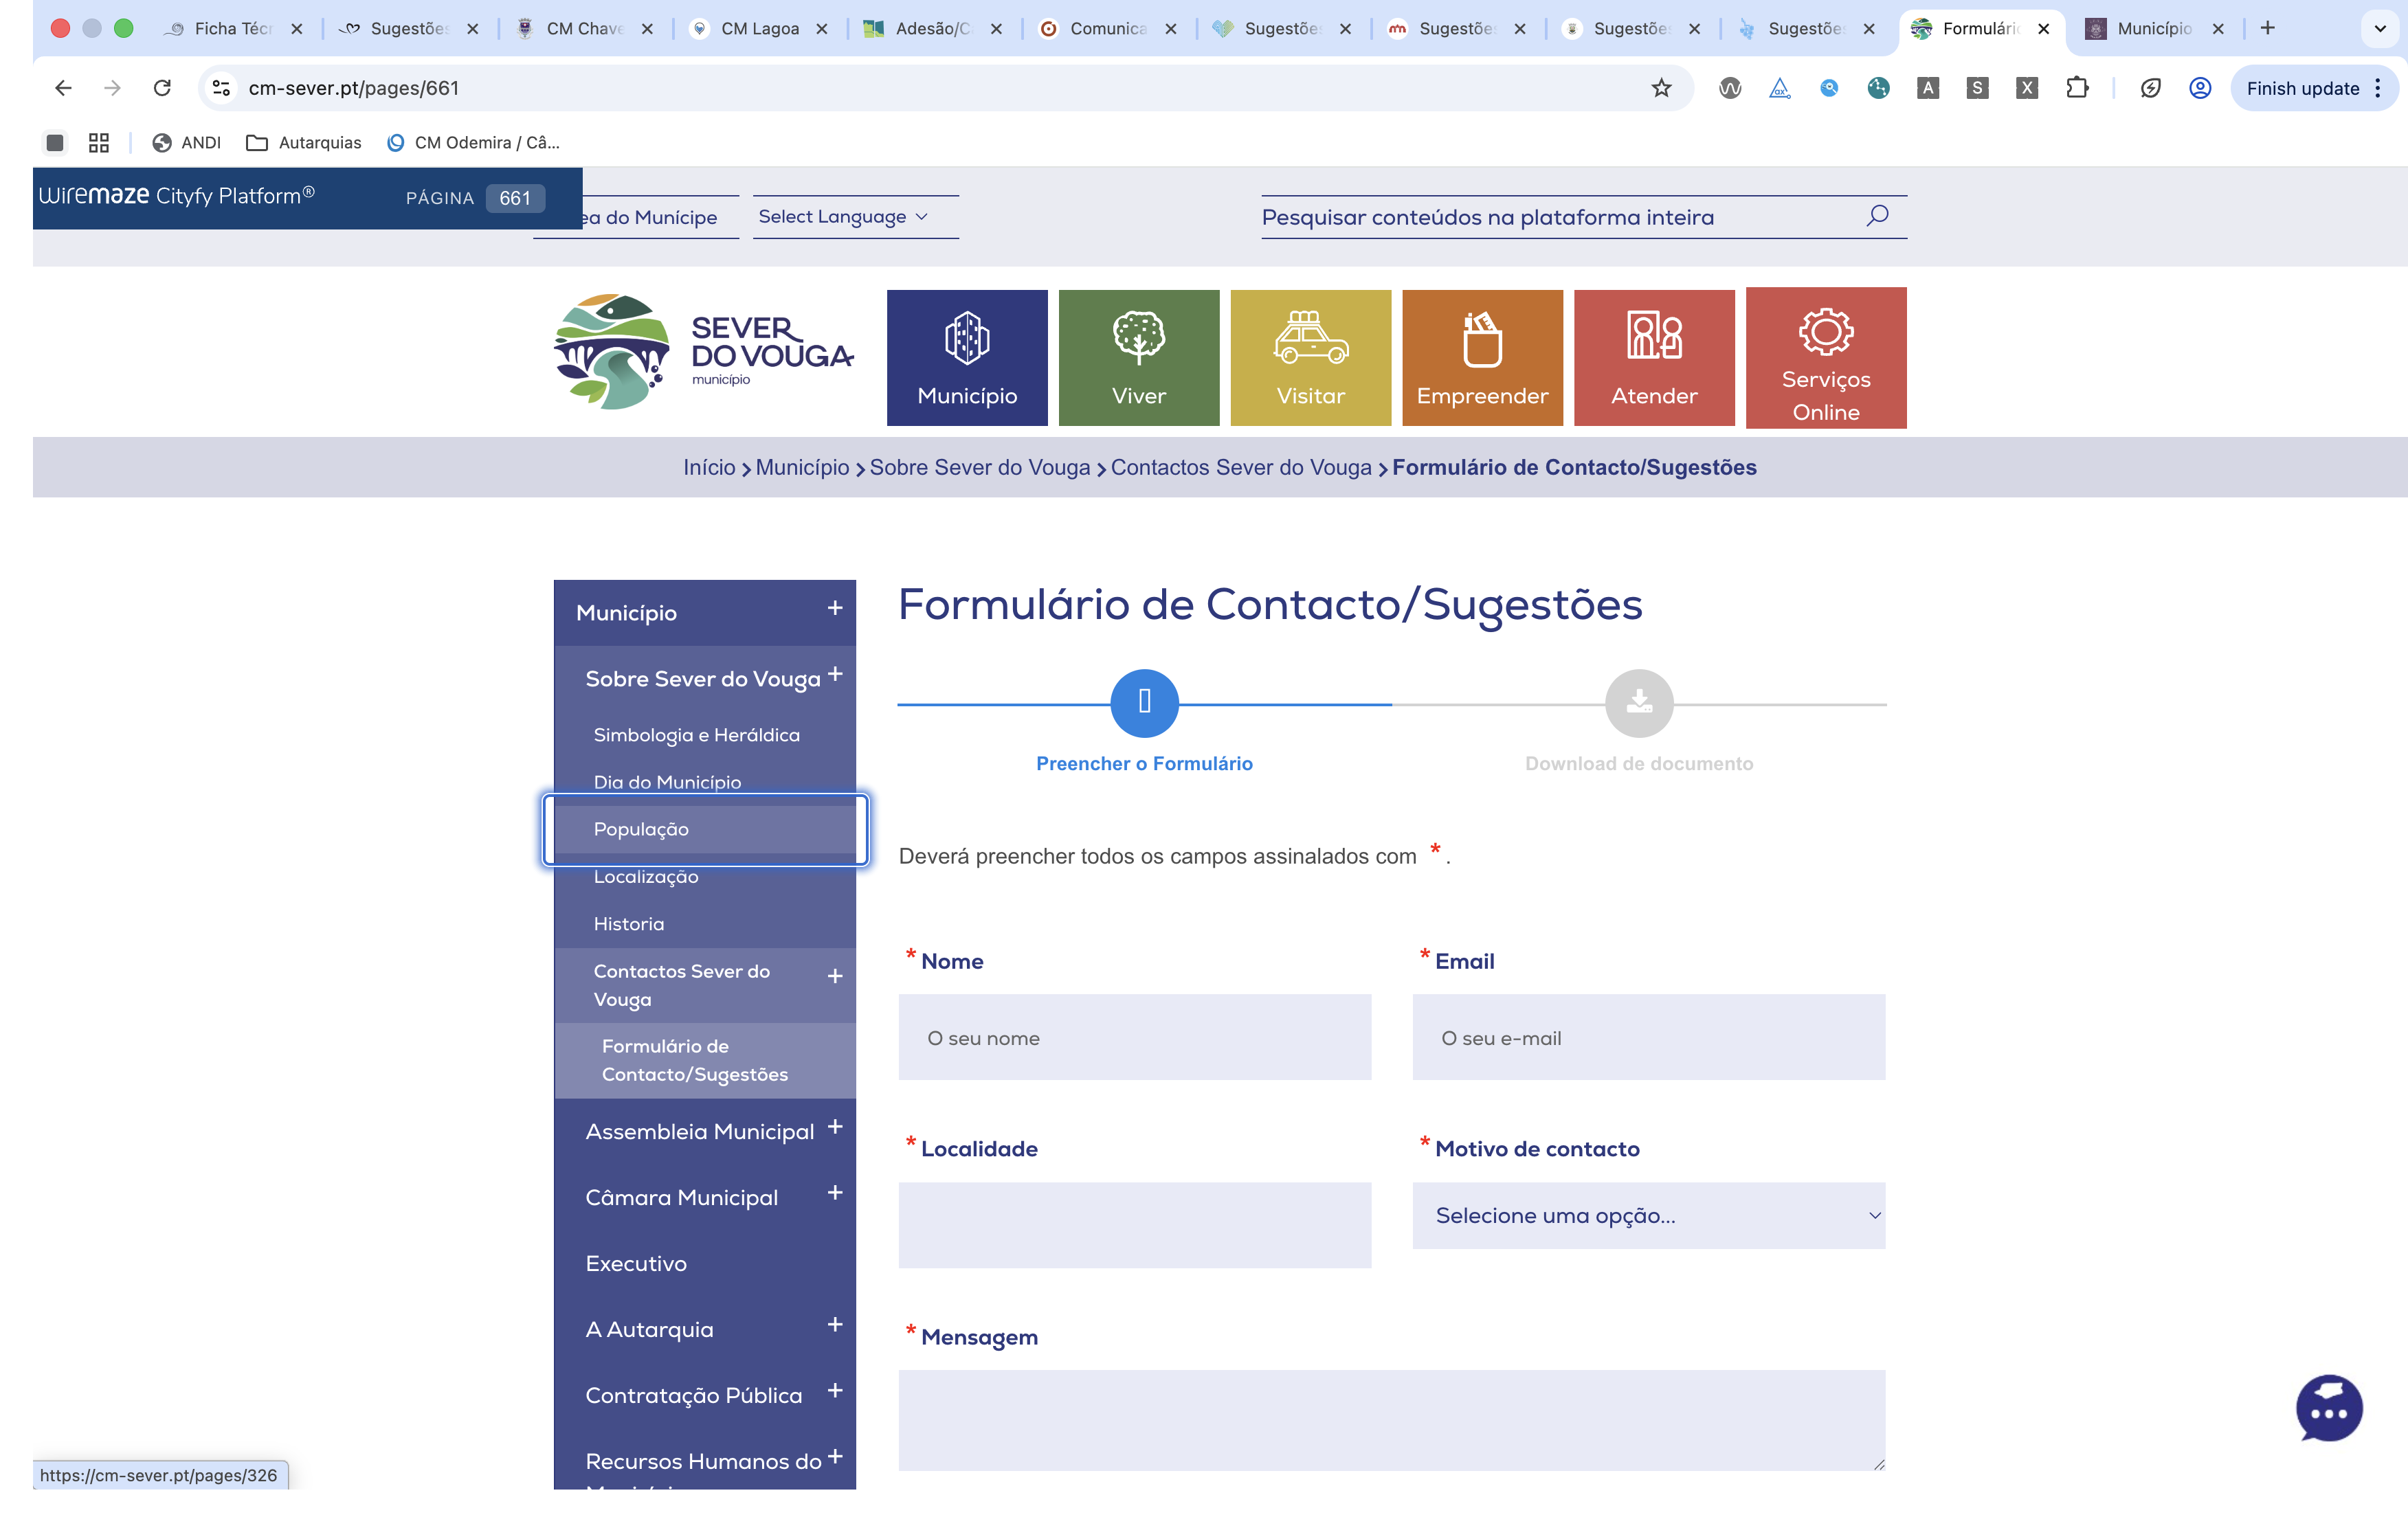 Ficha Técr
Sugestões
CM Chave
CM Lagoa
Adesão/C
Comunica
Sugestões
Sugestões
Sugestões
Sugestões
Formulário
Município
cm-sever.pt/pages/661
A
S
X
Finish update
ANDI
Autarquias
CM Odemira / Câ...
wiremaze Cityfy Platform®
PÁGINA 661
ea do Munícipe
Select Language
Pesquisar conteúdos na plataforma inteira
SEVER
DO VOUGA
município
Município
Viver
Visitar
Empreender
Atender
Serviços
Online
Início > Município > Sobre Sever do Vouga > Contactos Sever do Vouga > Formulário de Contacto/Sugestões
Município +
Sobre Sever do Vouga +
Simbologia e Heráldica
Dia do Município
População
Localização
Historia
Contactos Sever do
Vouga +
Formulário de
Contacto/Sugestões
Assembleia Municipal +
Câmara Municipal +
Executivo
A Autarquia +
Contratação Pública +
Recursos Humanos do +
Formulário de Contacto/Sugestões
Preencher o Formulário
Download de documento
Deverá preencher todos os campos assinalados com * .
* Nome
O seu nome
* Email
O seu e-mail
* Localidade
* Motivo de contacto
Selecione uma opção...
* Mensagem
https://cm-sever.pt/pages/326